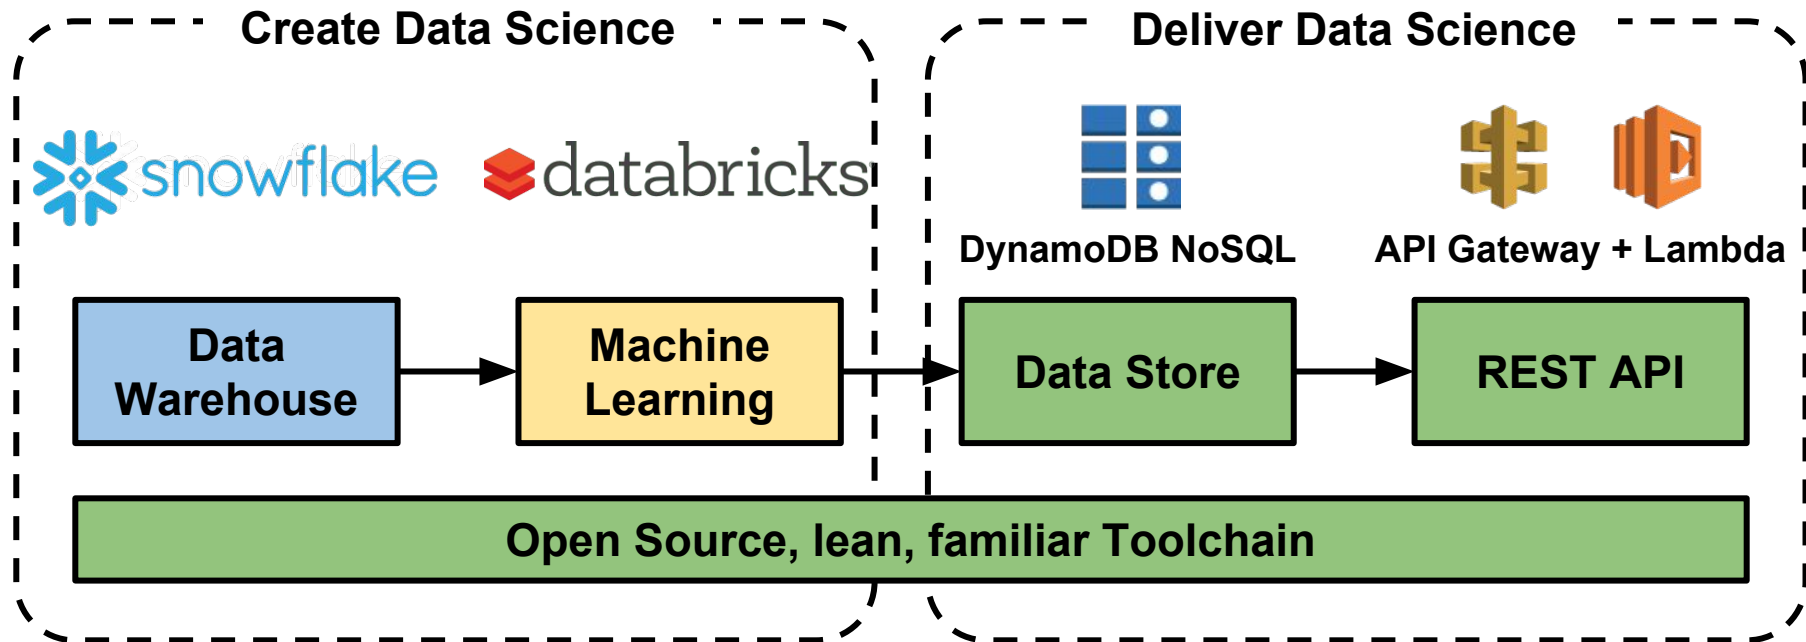 Create Data Science
Deliver Data Science
snowflake
databricks
DynamoDB NoSQL
API Gateway + Lambda
Data
Warehouse
Machine
Learning
Data Store
REST API
Open Source, lean, familiar Toolchain